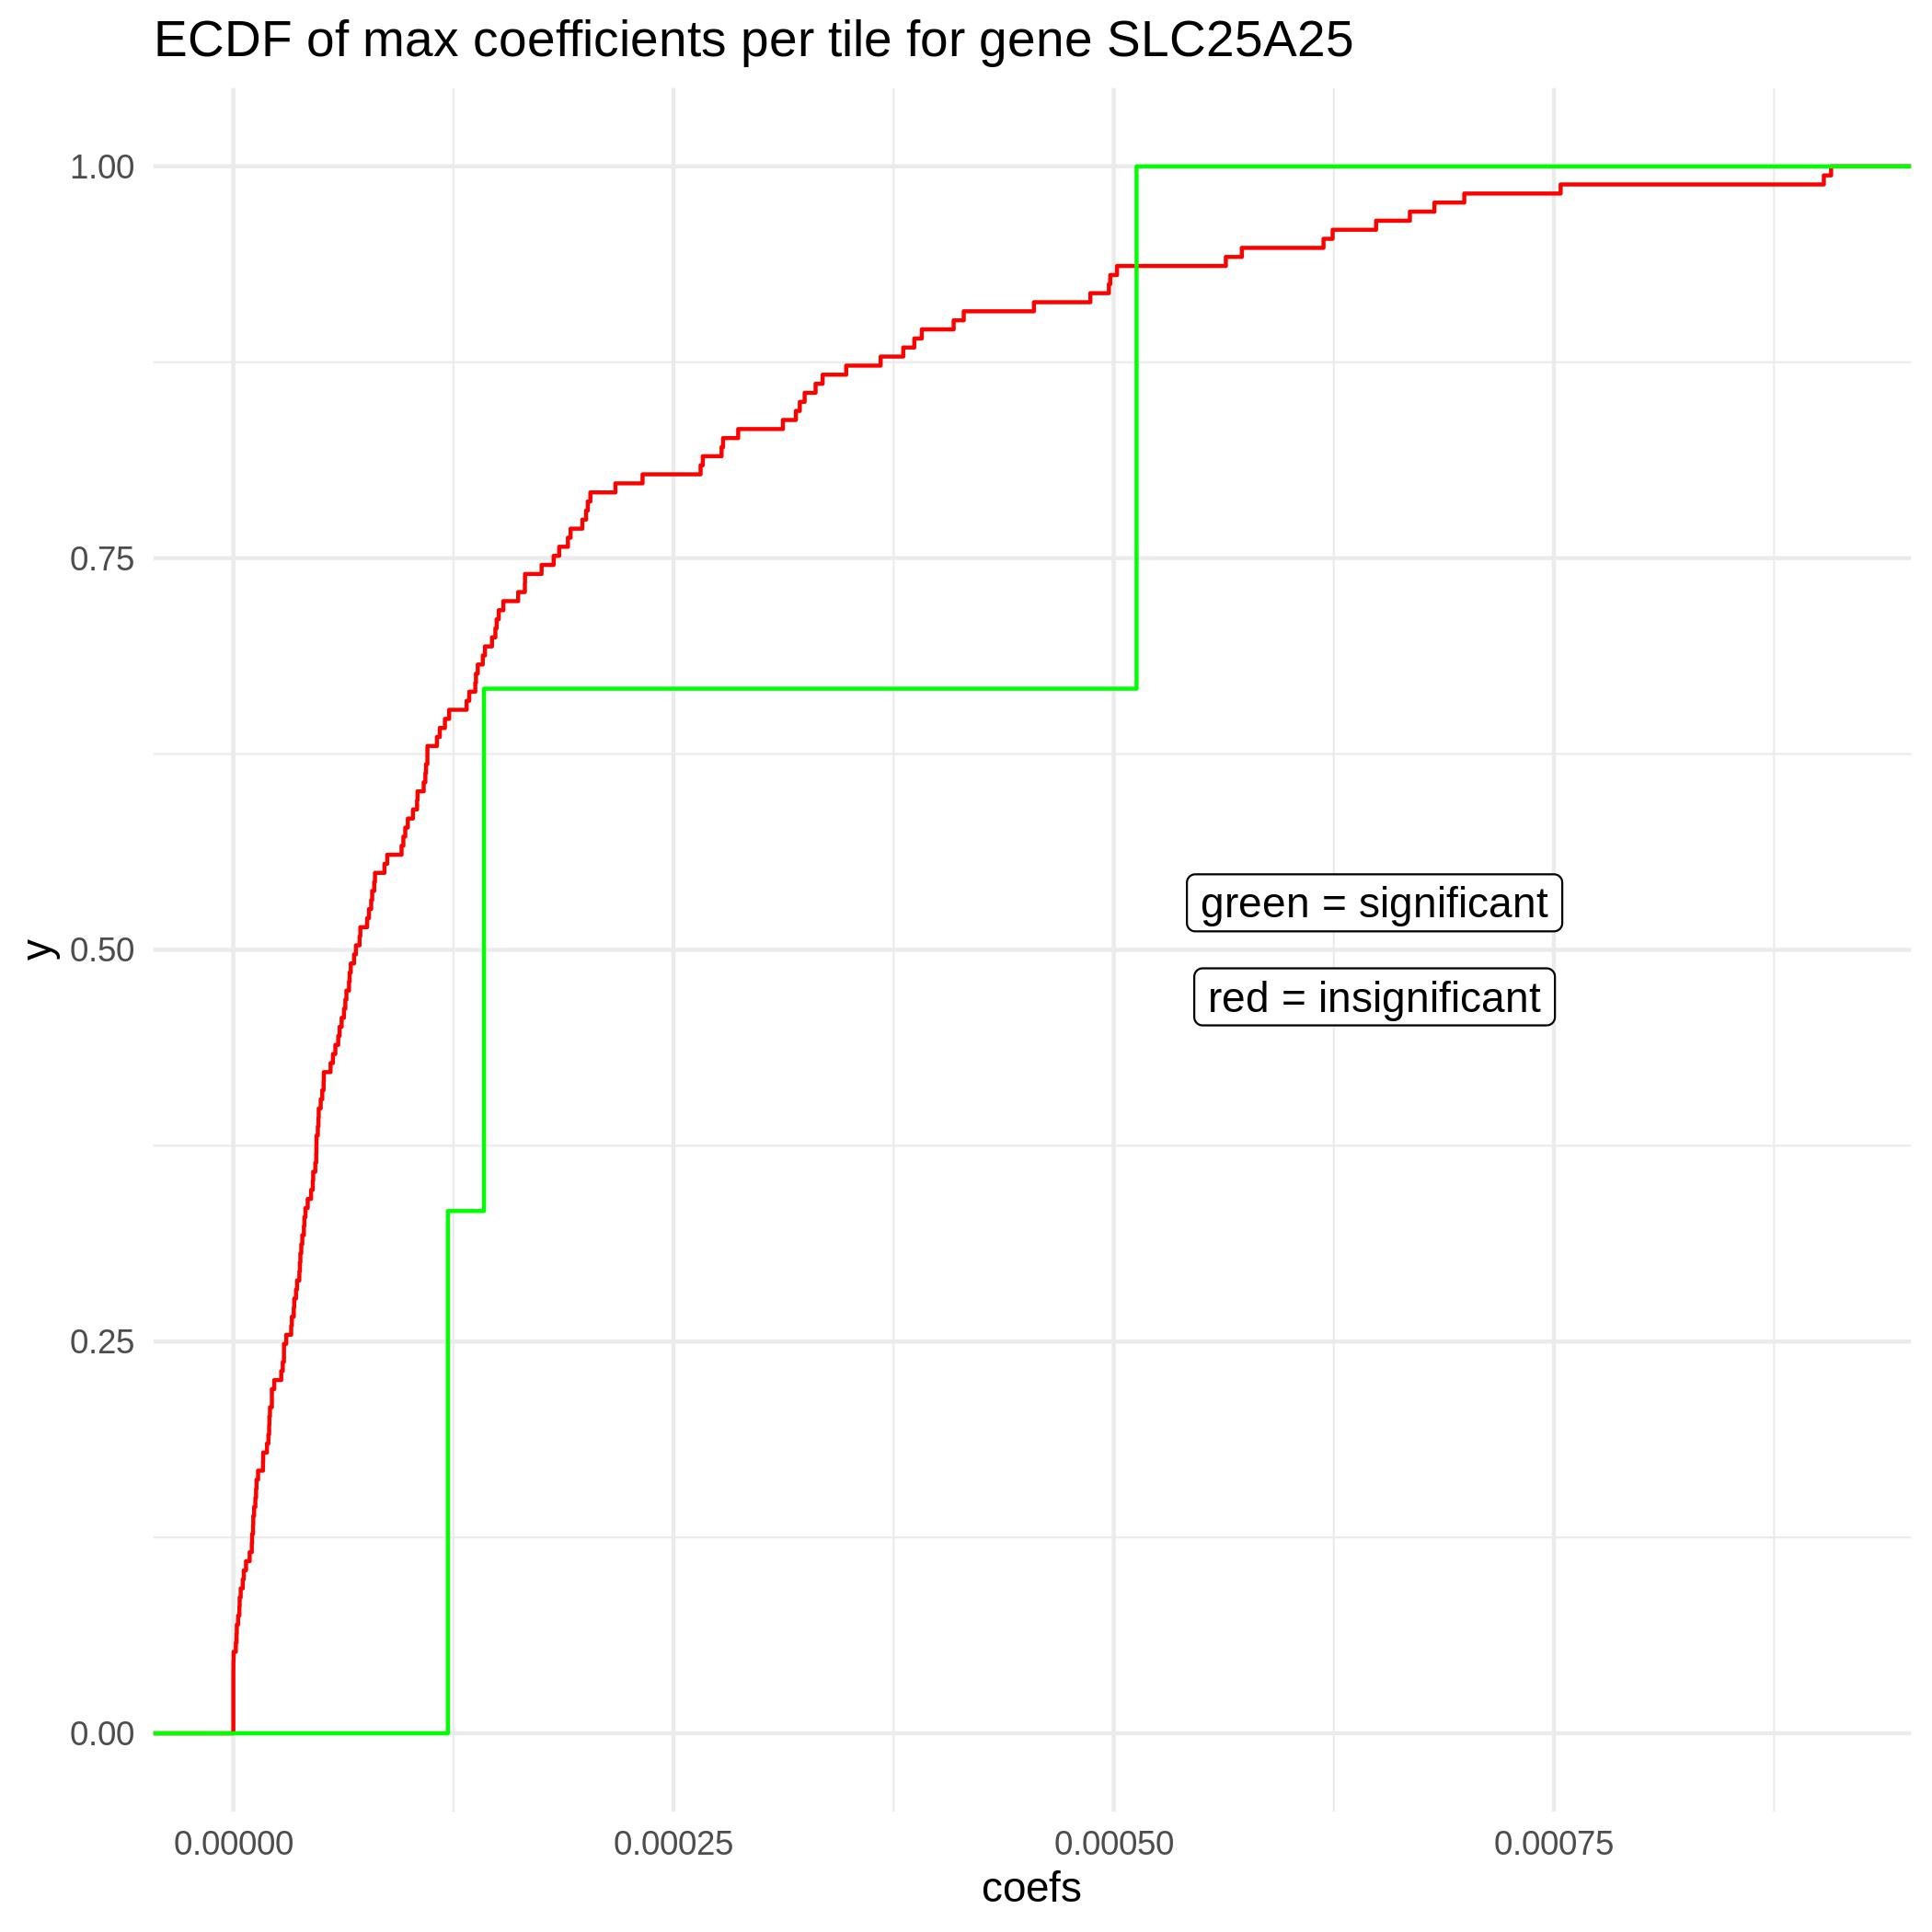 ECDF of max coefficients per tile for gene SLC25A25
1.00
0.75
0.50
0.25
0.00
y
green = significant
red = insignificant
0.00000
0.00025
0.00050
0.00075
coefs